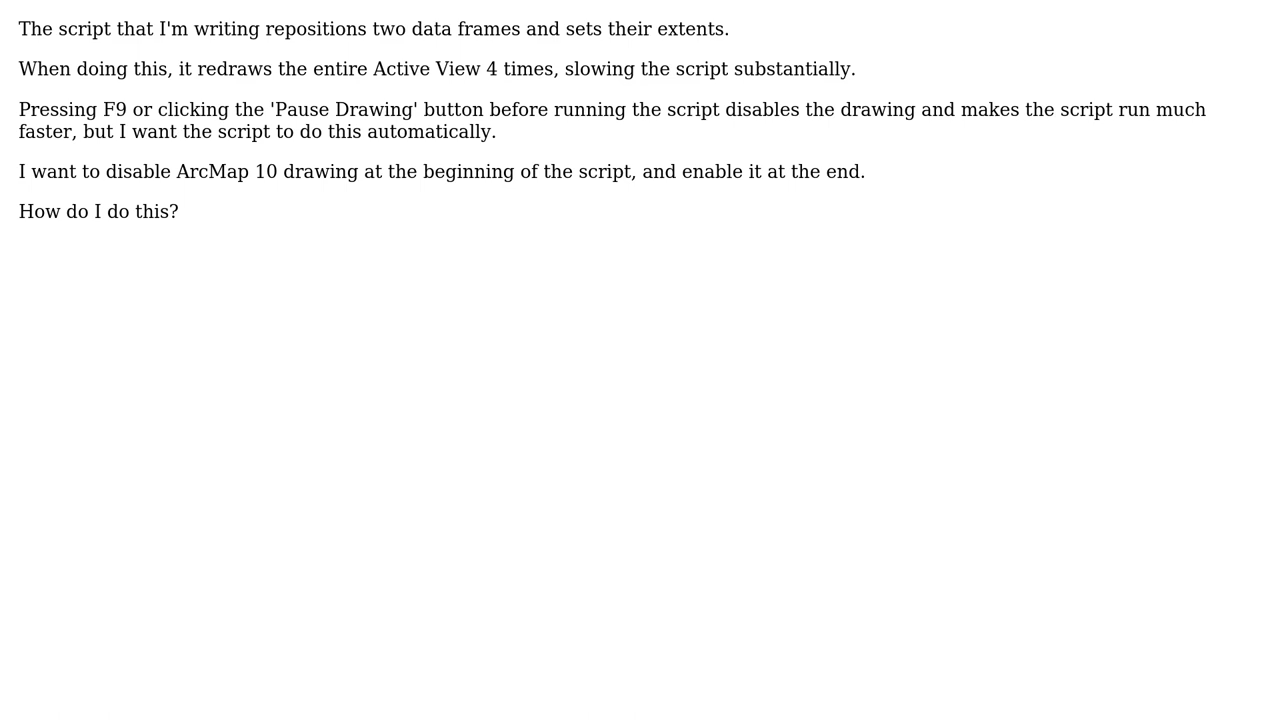 The script that I'm writing repositions two data frames and sets their extents.
When doing this, it redraws the entire Active View 4 times, slowing the script substantially.
Pressing F9 or clicking the 'Pause Drawing' button before running the script disables the drawing and makes the script run much
faster, but I want the script to do this automatically.
I want to disable ArcMap 10 drawing at the beginning of the script, and enable it at the end.
How do I do this?